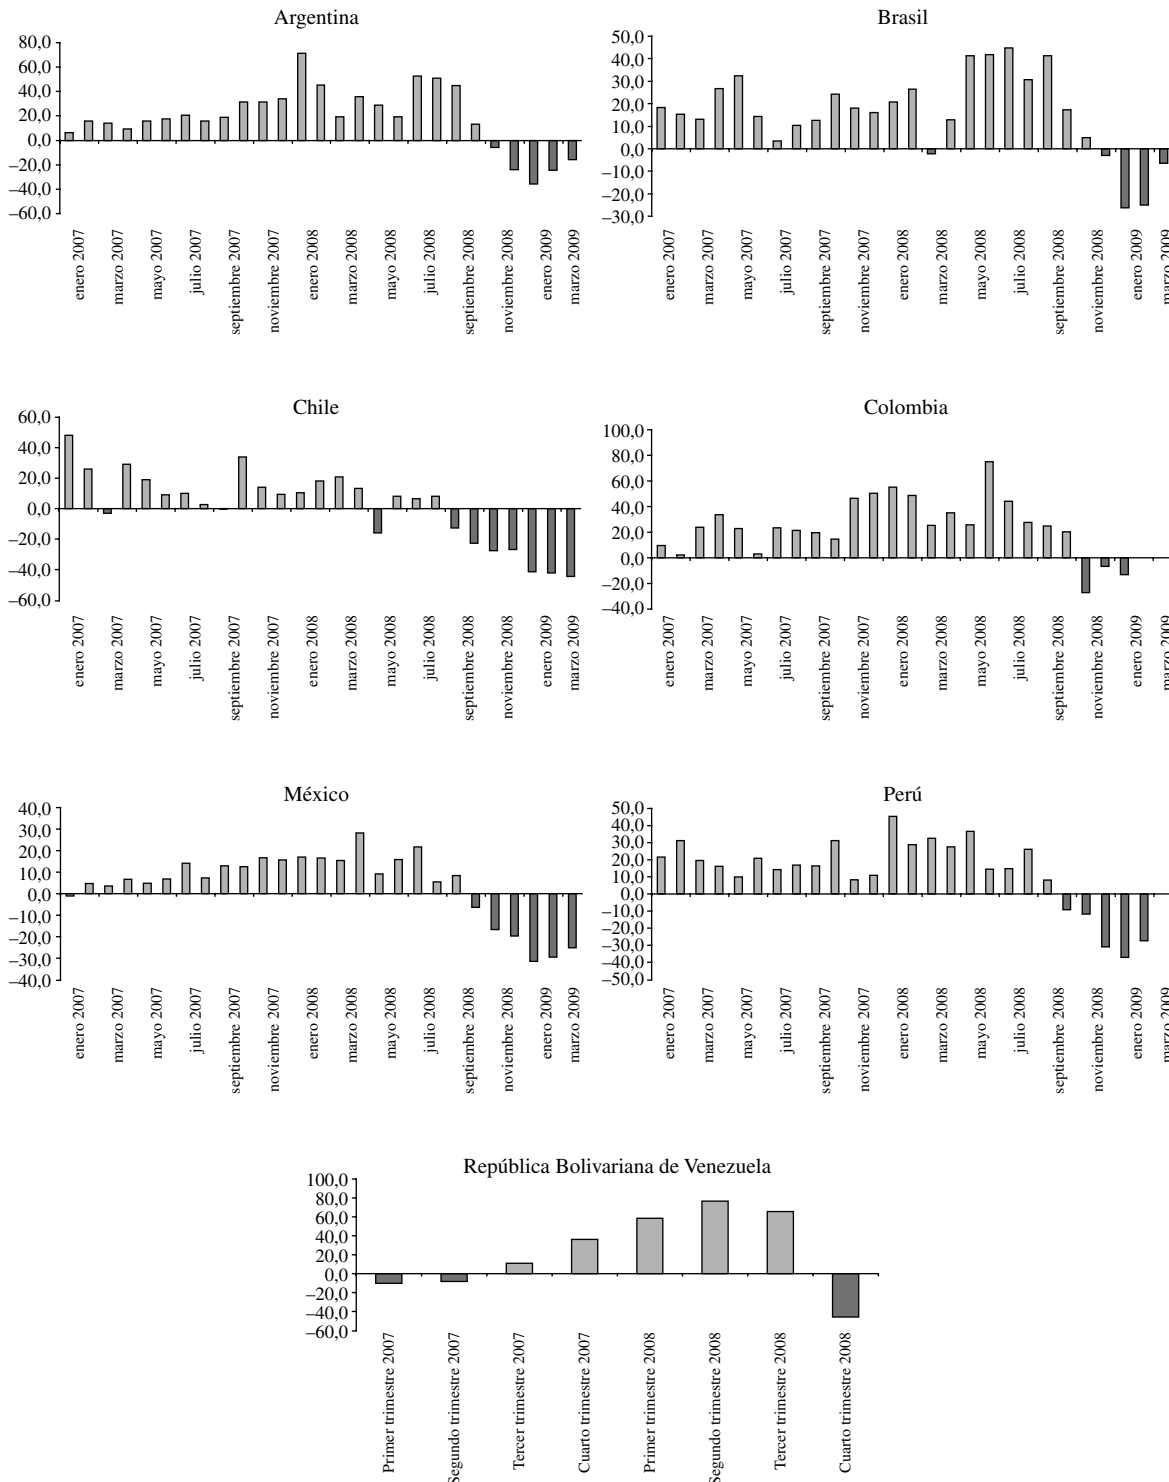 Argentina
80,0
60,0
40,0
20,0
0,0
–20,0
–40,0
–60,0
enero 2007
marzo 2007
mayo 2007
julio 2007
septiembre 2007
noviembre 2007
enero 2008
mayo 2008
julio 2008
septiembre 2008
noviembre 2008
enero 2009
marzo 2009
Brasil
50,0
40,0
30,0
20,0
10,0
0,0
–10,0
–20,0
–30,0
enero 2007
marzo 2007
mayo 2007
julio 2007
septiembre 2007
noviembre 2007
enero 2008
marzo 2008
mayo 2008
julio 2008
septiembre 2008
noviembre 2008
enero 2009
marzo 2009
Chile
60,0
40,0
20,0
0,0
–20,0
–40,0
–60,0
enero 2007
marzo 2007
mayo 2007
julio 2007
septiembre 2007
noviembre 2007
enero 2008
marzo 2008
mayo 2008
julio 2008
septiembre 2008
noviembre 2008
enero 2009
marzo 2009
Colombia
100,0
80,0
60,0
40,0
20,0
0,0
–20,0
–40,0
enero 2007
marzo 2007
mayo 2007
julio 2007
septiembre 2007
noviembre 2007
enero 2008
marzo 2008
mayo 2008
julio 2008
septiembre 2008
noviembre 2008
enero 2009
marzo 2009
México
40,0
30,0
20,0
10,0
0,0
–10,0
–20,0
–30,0
–40,0
enero 2007
marzo 2007
mayo 2007
julio 2007
septiembre 2007
noviembre 2007
enero 2008
marzo 2008
mayo 2008
julio 2008
septiembre 2008
noviembre 2008
enero 2009
marzo 2009
Perú
50,0
40,0
30,0
20,0
10,0
0,0
–10,0
–20,0
–30,0
–40,0
–50,0
enero 2007
marzo 2007
mayo 2007
julio 2007
septiembre 2007
noviembre 2007
enero 2008
marzo 2008
mayo 2008
julio 2008
septiembre 2008
noviembre 2008
enero 2009
marzo 2009
República Bolivariana de Venezuela
100,0
80,0
60,0
40,0
20,0
0,0
–20,0
–40,0
–60,0
Primer trimestre 2007
Segundo trimestre 2007
Tercer trimestre 2007
Cuarto trimestre 2007
Primer trimestre 2008
Segundo trimestre 2008
Tercer trimestre 2008
Cuarto trimestre 2008